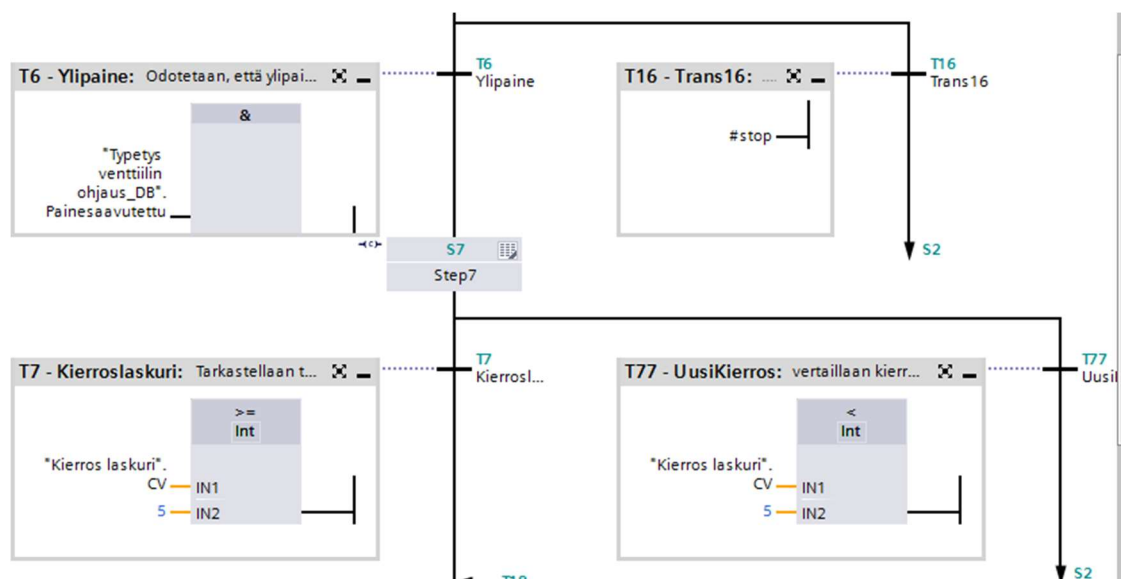 T6 - Ylipaine: Odotetaan, että ylipai...
T6
Ylipaine
&
"Typetys
venttiilin
ohjaus_DB".
Painesaavutettu
T16 - Trans16: ...
T16
Trans16
#stop
S2
S7
Step7
T7 - Kierroslaskuri: Tarkastellaan t...
T7
Kierrosl...
>=
Int
"Kierros laskuri".
CV IN1
5 IN2
T77 - UusiKierros: vertaillaan kierr...
T77
<
Int
"Kierros laskuri".
CV IN1
5 IN2
S2